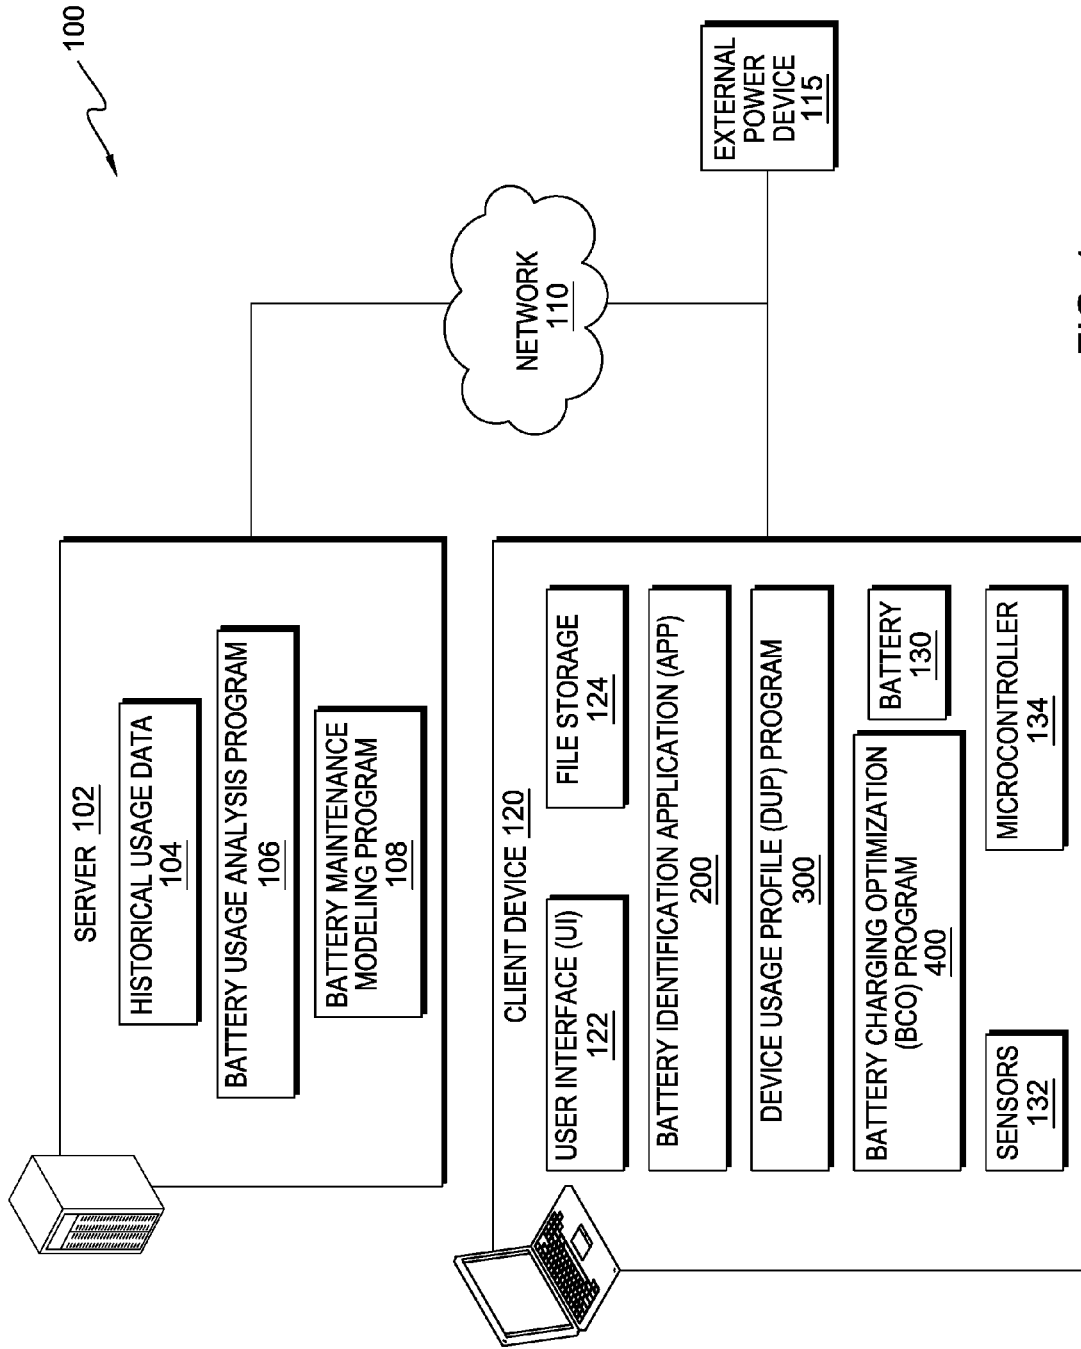 100
SERVER 102
HISTORICAL USAGE DATA
104
BATTERY USAGE ANALYSIS PROGRAM
106
BATTERY MAINTENANCE
MODELING PROGRAM
108
NETWORK
110
EXTERNAL
POWER
DEVICE
115
CLIENT DEVICE 120
USER INTERFACE (UI)
122
FILE STORAGE
124
BATTERY IDENTIFICATION APPLICATION (APP)
200
DEVICE USAGE PROFILE (DUP) PROGRAM
300
BATTERY CHARGING OPTIMIZATION
(BCO) PROGRAM
400
BATTERY
130
SENSORS
132
MICROCONTROLLER
134